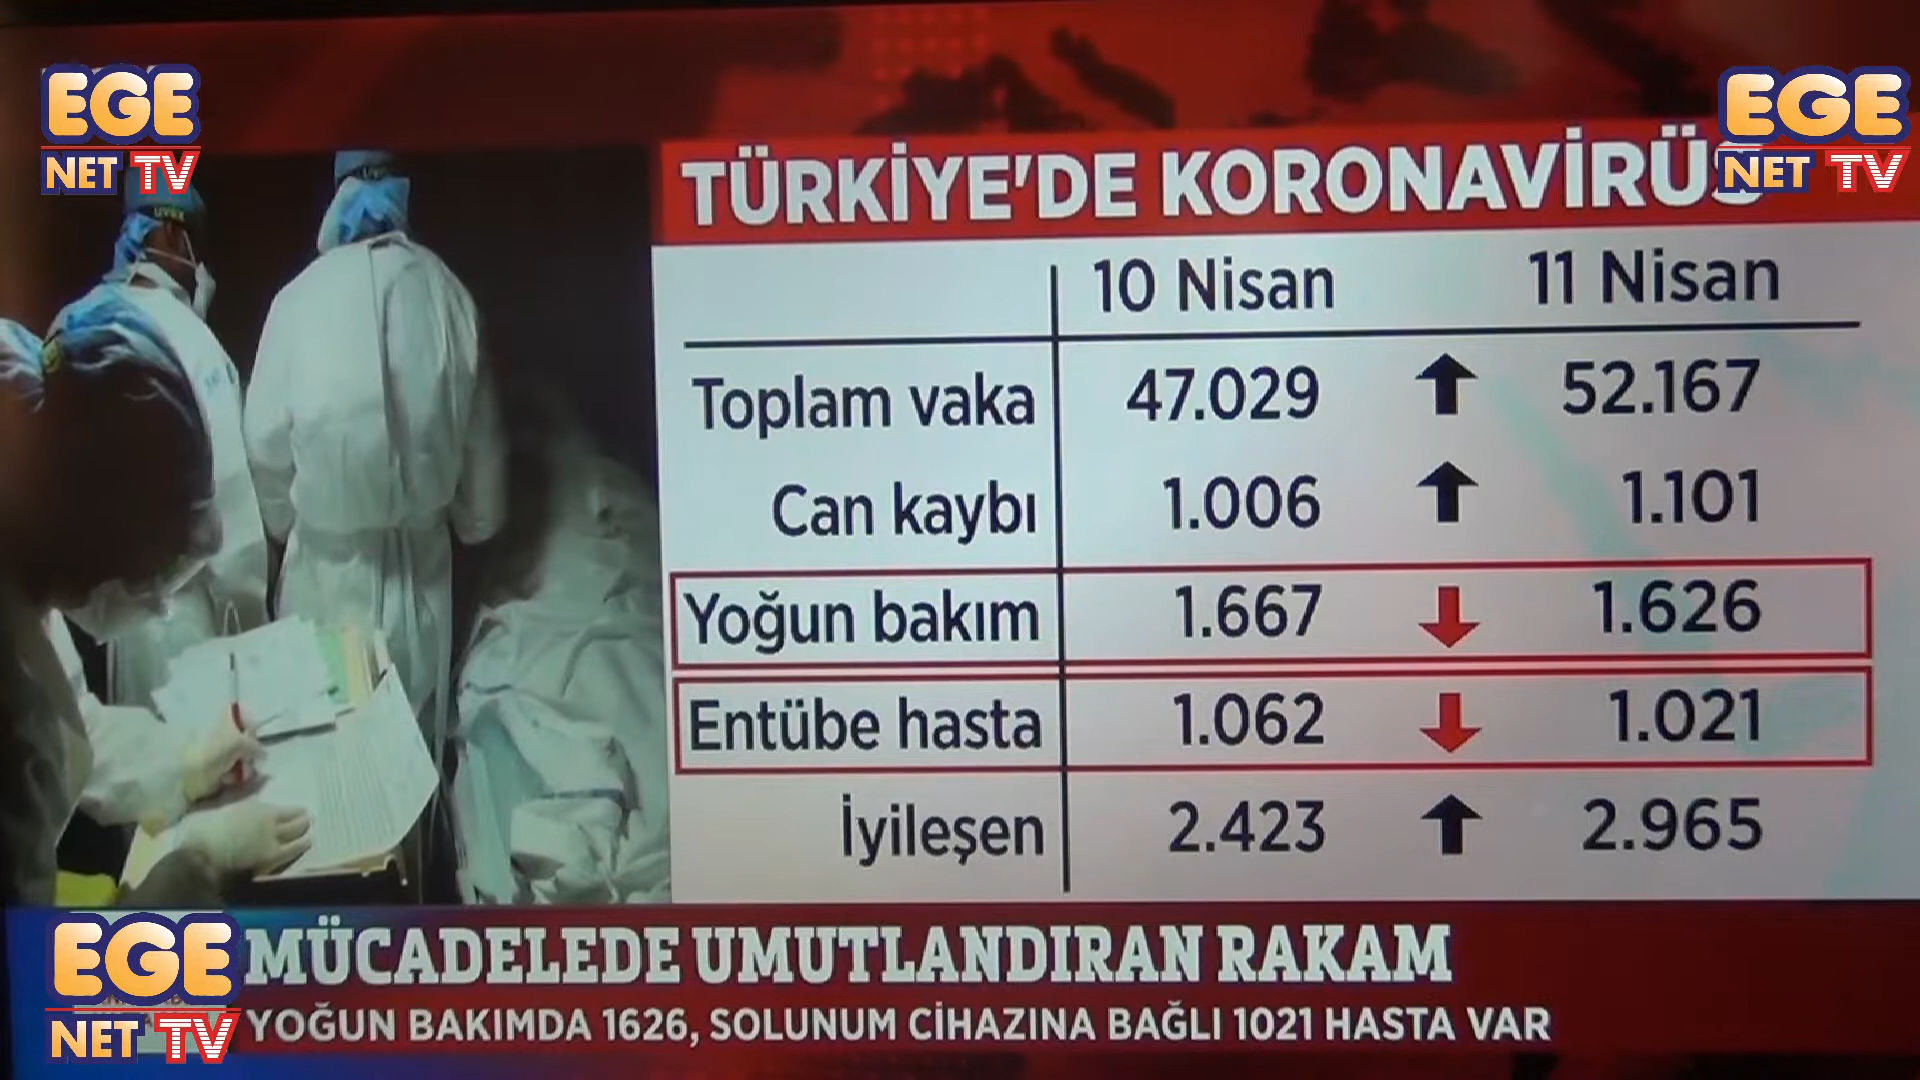 EGE
NET TV
EGE
NET TV
UVEX
TÜRKİYE'DE KORONAVİRÜS
10 Nisan 11 Nisan
Toplam vaka 47.029 52.167
Can kaybı 1.006 1.101
Yoğun bakım 1.667 1.626
Entübe hasta 1.062 1.021
İyileşen 2.423 2.965
EGE
NET TV
MÜCADELEDE UMUTLANDIRAN RAKAM
YOĞUN BAKIMDA 1626, SOLUNUM CİHAZINA BAĞLI 1021 HASTA VAR